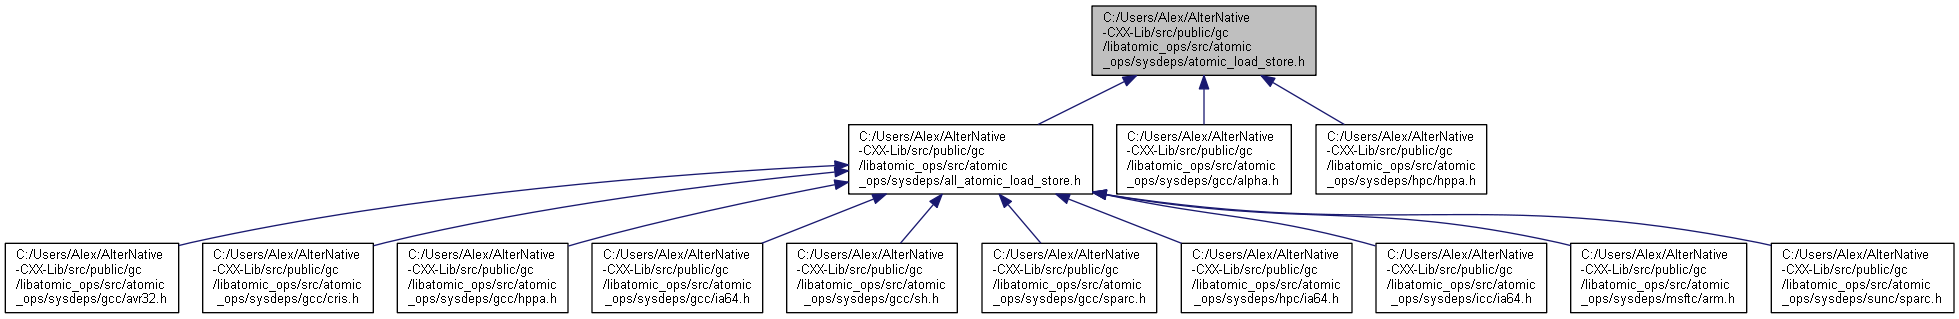 C:/Users/Alex/AlterNative
-CXX-Lib/src/public/gc
/libatomic_ops/src/atomic
_ops/sysdeps/atomic_load_store.h
C:/Users/Alex/AlterNative
-CXX-Lib/src/public/gc
/libatomic_ops/src/atomic
_ops/sysdeps/all_atomic_load_store.h
C:/Users/Alex/AlterNative
-CXX-Lib/src/public/gc
/libatomic_ops/src/atomic
_ops/sysdeps/gcc/alpha.h
C:/Users/Alex/AlterNative
-CXX-Lib/src/public/gc
/libatomic_ops/src/atomic
_ops/sysdeps/hpc/hppa.h
C:/Users/Alex/AlterNative
-CXX-Lib/src/public/gc
/libatomic_ops/src/atomic
_ops/sysdeps/gcc/avr32.h
C:/Users/Alex/AlterNative
-CXX-Lib/src/public/gc
/libatomic_ops/src/atomic
_ops/sysdeps/gcc/cris.h
C:/Users/Alex/AlterNative
-CXX-Lib/src/public/gc
/libatomic_ops/src/atomic
_ops/sysdeps/gcc/hppa.h
C:/Users/Alex/AlterNative
-CXX-Lib/src/public/gc
/libatomic_ops/src/atomic
_ops/sysdeps/gcc/ia64.h
C:/Users/Alex/AlterNative
-CXX-Lib/src/public/gc
/libatomic_ops/src/atomic
_ops/sysdeps/gcc/sh.h
C:/Users/Alex/AlterNative
-CXX-Lib/src/public/gc
/libatomic_ops/src/atomic
_ops/sysdeps/gcc/sparc.h
C:/Users/Alex/AlterNative
-CXX-Lib/src/public/gc
/libatomic_ops/src/atomic
_ops/sysdeps/hpc/ia64.h
C:/Users/Alex/AlterNative
-CXX-Lib/src/public/gc
/libatomic_ops/src/atomic
_ops/sysdeps/icc/ia64.h
C:/Users/Alex/AlterNative
-CXX-Lib/src/public/gc
/libatomic_ops/src/atomic
_ops/sysdeps/msftc/arm.h
C:/Users/Alex/AlterNative
-CXX-Lib/src/public/gc
/libatomic_ops/src/atomic
_ops/sysdeps/sunc/sparc.h